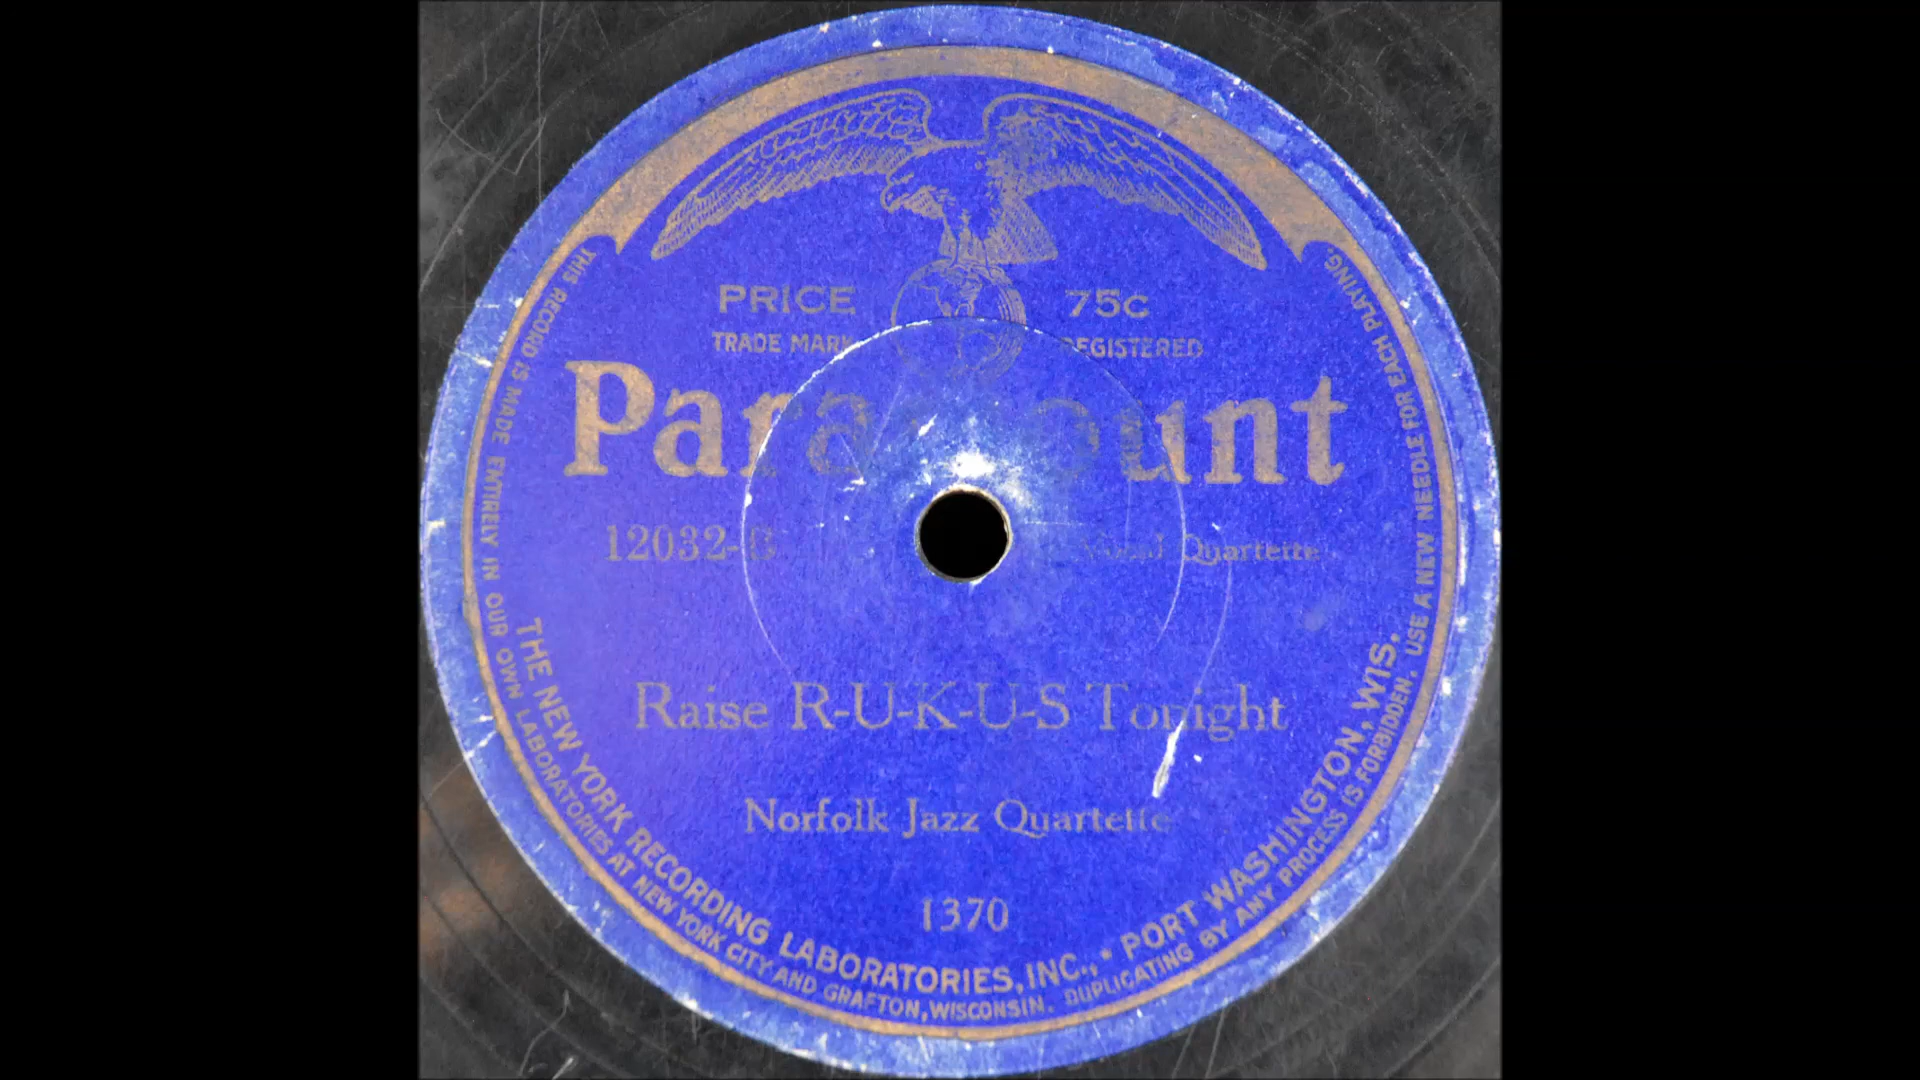 PRICE 75c
TRADE MARK REGISTERED
Paramount
12032-B Vocal Quartette
Raise R-U-K-U-S Tonight
Norfolk Jazz Quartette
1370
THE NEW YORK RECORDING LABORATORIES, INC., • PORT WASHINGTON, WIS.
THIS RECORD IS MADE ENTIRELY IN OUR OWN LABORATORIES AT NEW YORK CITY AND GRAFTON, WISCONSIN. DUPLICATING BY ANY PROCESS IS FORBIDDEN. USE A NEW NEEDLE FOR EACH PLAYING.